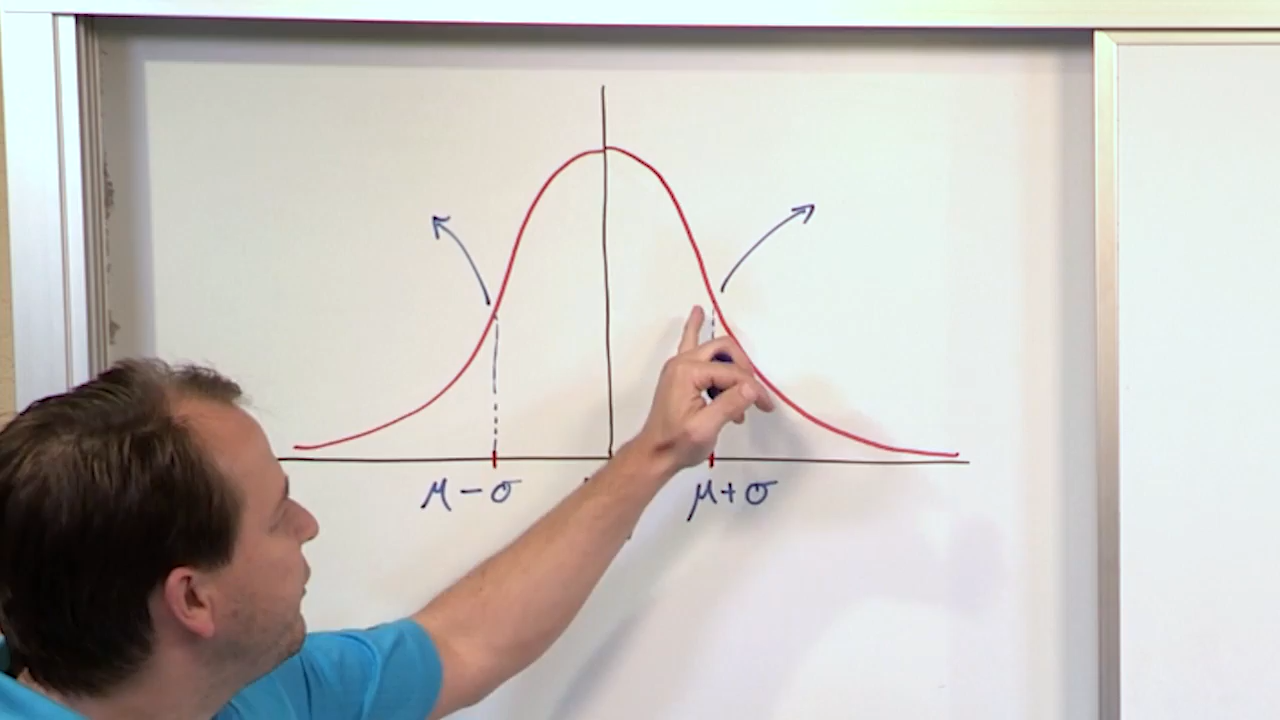 μ - σ
μ + σ